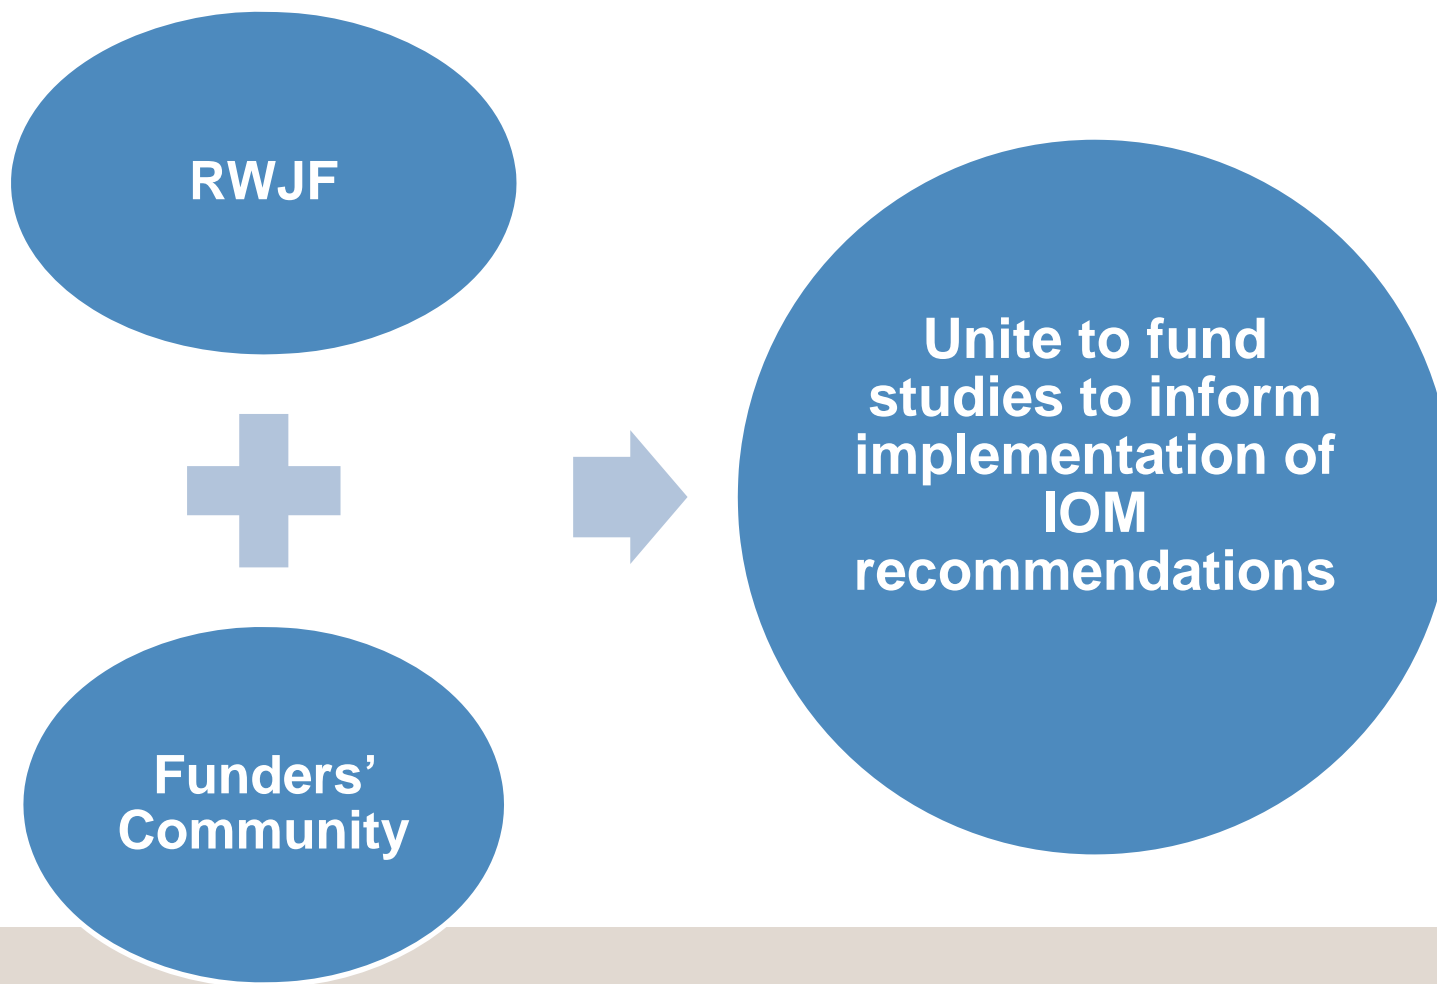 RWJF
Funders’
Community
Unite to fund
studies to inform
implementation of
IOM
recommendations